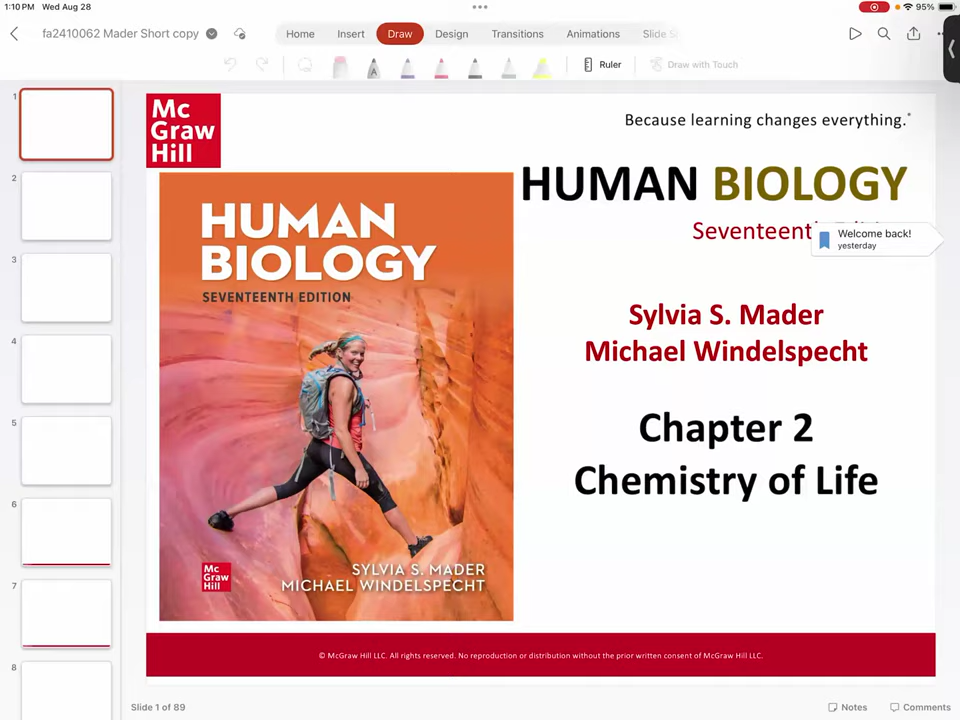 1:10 PM Wed Aug 28
95%
fa2410062 Mader Short copy
Home Insert Draw Design Transitions Animations Slide
A
Ruler
Draw with Touch
1
2
3
4
5
6
7
8
Mc
Graw
Hill
Because learning changes everything.*
HUMAN
BIOLOGY
SEVENTEENTH EDITION
Mc
Graw
Hill
SYLVIA S. MADER
MICHAEL WINDELSPECHT
HUMAN BIOLOGY
Welcome back!
yesterday
Sylvia S. Mader
Michael Windelspecht
Chapter 2
Chemistry of Life
© McGraw Hill LLC. All rights reserved. No reproduction or distribution without the prior written consent of McGraw Hill LLC.
Slide 1 of 89
Notes
Comments